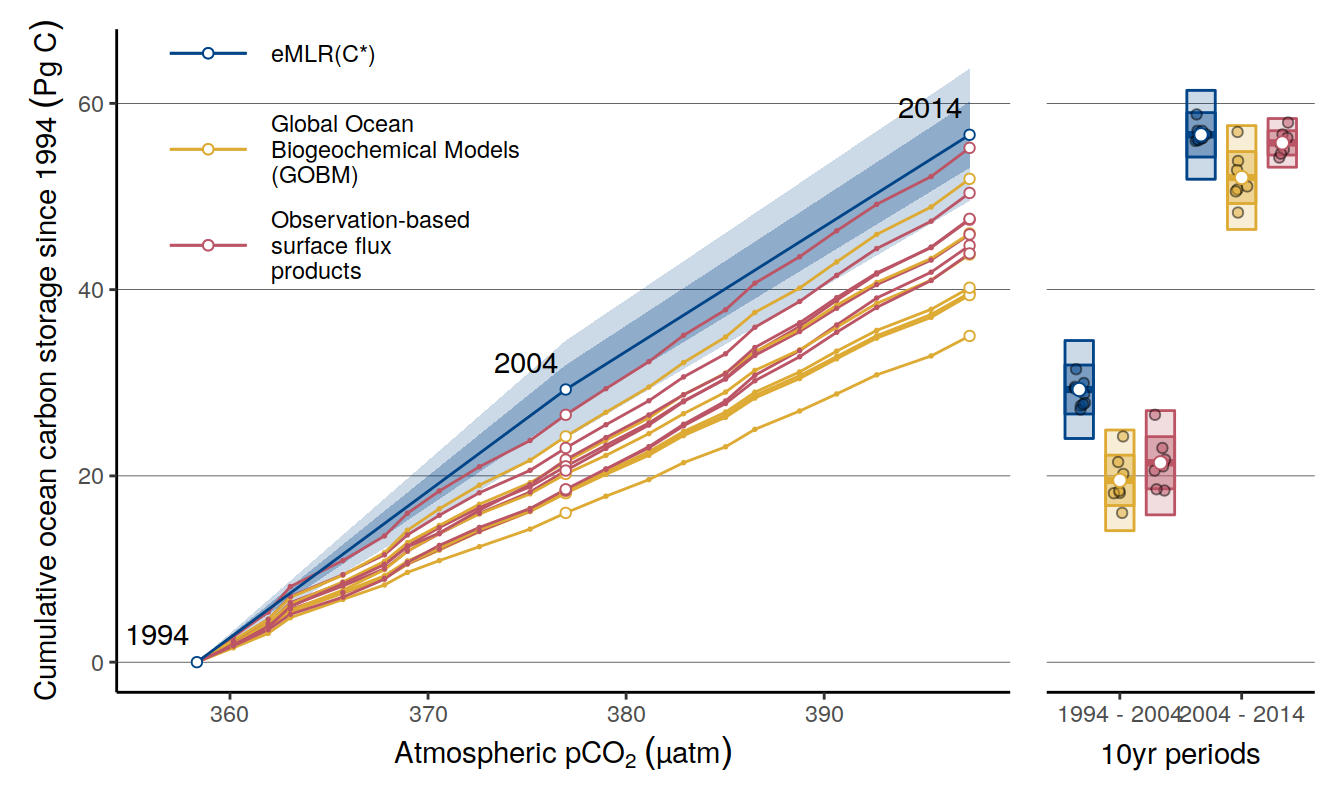 Cumulative ocean carbon storage since 1994 (Pg C)
60
40
20
0
eMLR(C*)
Global Ocean
Biogeochemical Models
(GOBM)
Observation-based
surface flux
products
2014
2004
1994
360
370
380
390
Atmospheric pCO₂ (µatm)
1994 - 2004
2004 - 2014
10yr periods